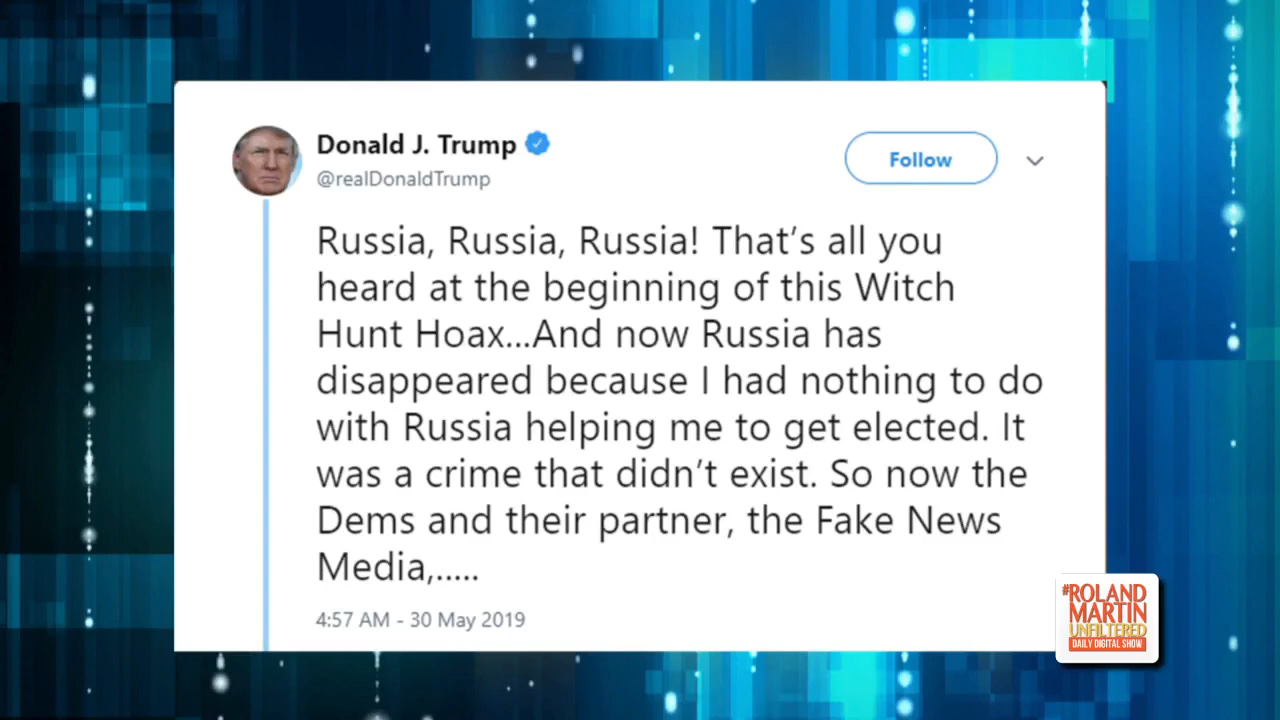 Donald J. Trump
@realDonaldTrump
Follow
Russia, Russia, Russia! That's all you
heard at the beginning of this Witch
Hunt Hoax...And now Russia has
disappeared because I had nothing to do
with Russia helping me to get elected. It
was a crime that didn't exist. So now the
Dems and their partner, the Fake News
Media,.....
4:57 AM - 30 May 2019
#ROLAND
MARTIN
UNFILTERED
DAILY DIGITAL SHOW